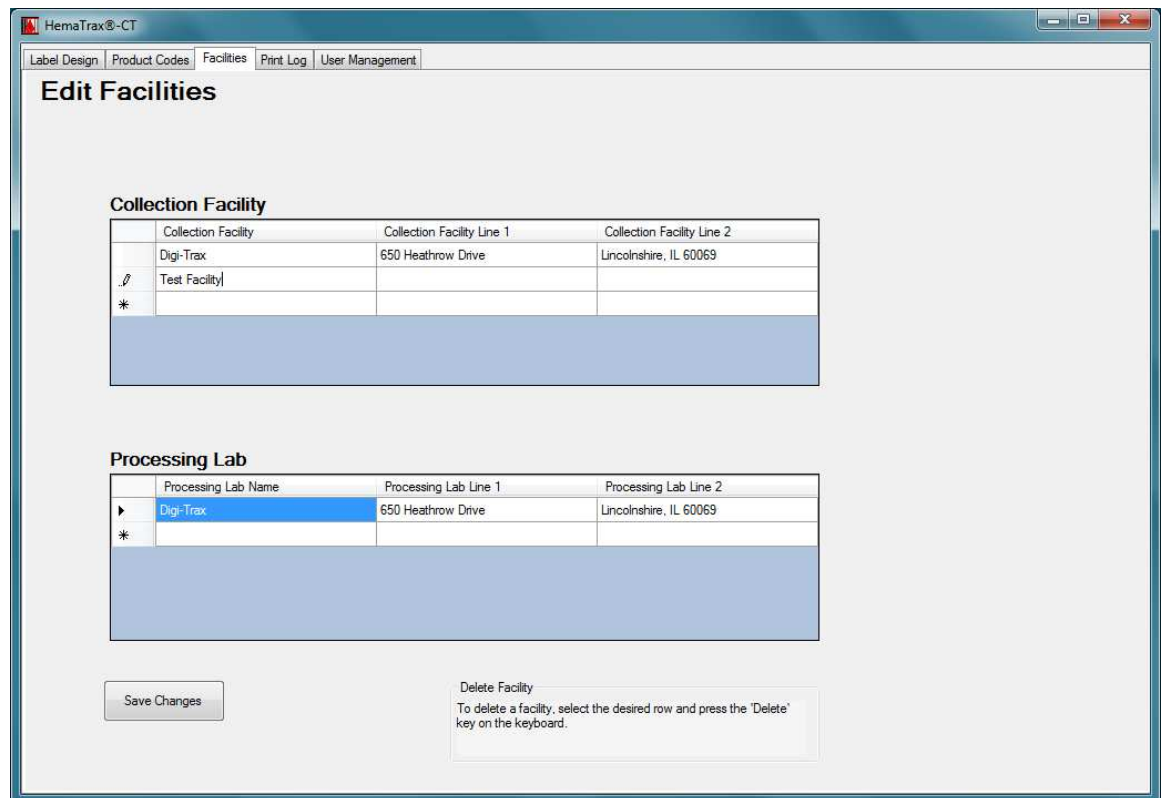 HemaTrax®-CT
Label Design Product Codes Facilities Print Log User Management
Edit Facilities
Collection Facility
Collection Facility Collection Facility Line 1 Collection Facility Line 2
Digi-Trax 650 Heathrow Drive Lincolnshire, IL 60069
Test Facility
Processing Lab
Processing Lab Name Processing Lab Line 1 Processing Lab Line 2
Digi-Trax 650 Heathrow Drive Lincolnshire, IL 60069
Save Changes
Delete Facility
To delete a facility, select the desired row and press the 'Delete'
key on the keyboard.